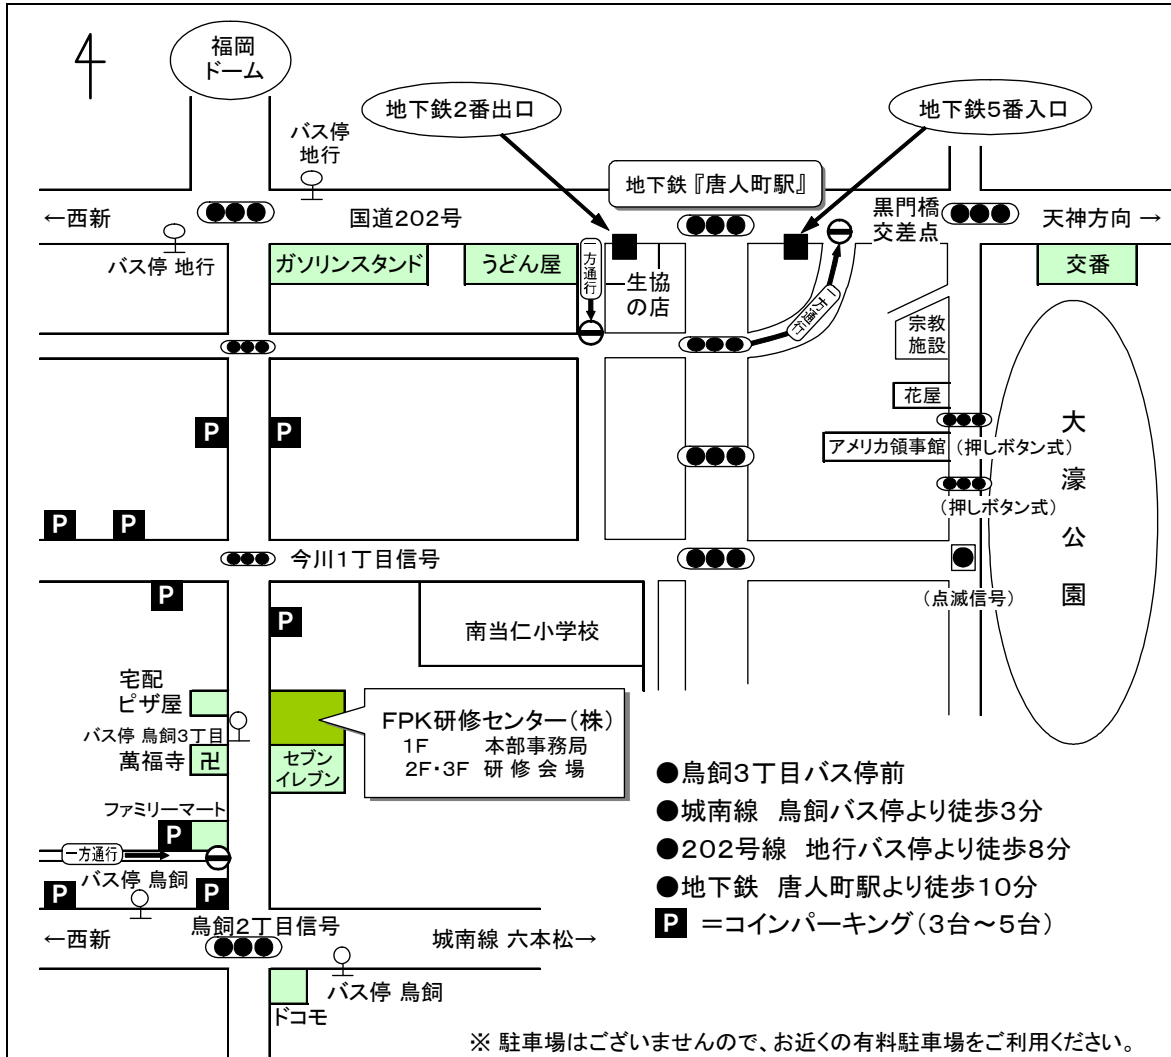 福岡
ドーム
地下鉄2番出口
地下鉄5番入口
バス停
地行
地下鉄『唐人町駅』
←西新
国道202号
黒門橋
交差点
天神方向 →
バス停 地行
ガソリンスタンド
うどん屋
一方通行
生協
の店
一方通行
交番
宗教
施設
花屋
P
P
アメリカ領事館
(押しボタン式)
(押しボタン式)
大濠公園
P
P
今川1丁目信号
(点滅信号)
P
P
南当仁小学校
宅配
ピザ屋
バス停 鳥飼3丁目
萬福寺
卍
FPK研修センター(株)
1F 本部事務局
2F・3F 研修会場
セブン
イレブン
ファミリーマート
P
一方通行
バス停 鳥飼
P
P
鳥飼2丁目信号
←西新
城南線 六本松→
バス停 鳥飼
ドコモ
●鳥飼3丁目バス停前
●城南線 鳥飼バス停より徒歩3分
●202号線 地行バス停より徒歩8分
●地下鉄 唐人町駅より徒歩10分
P =コインパーキング(3台~5台)
※ 駐車場はございませんので、お近くの有料駐車場をご利用ください。